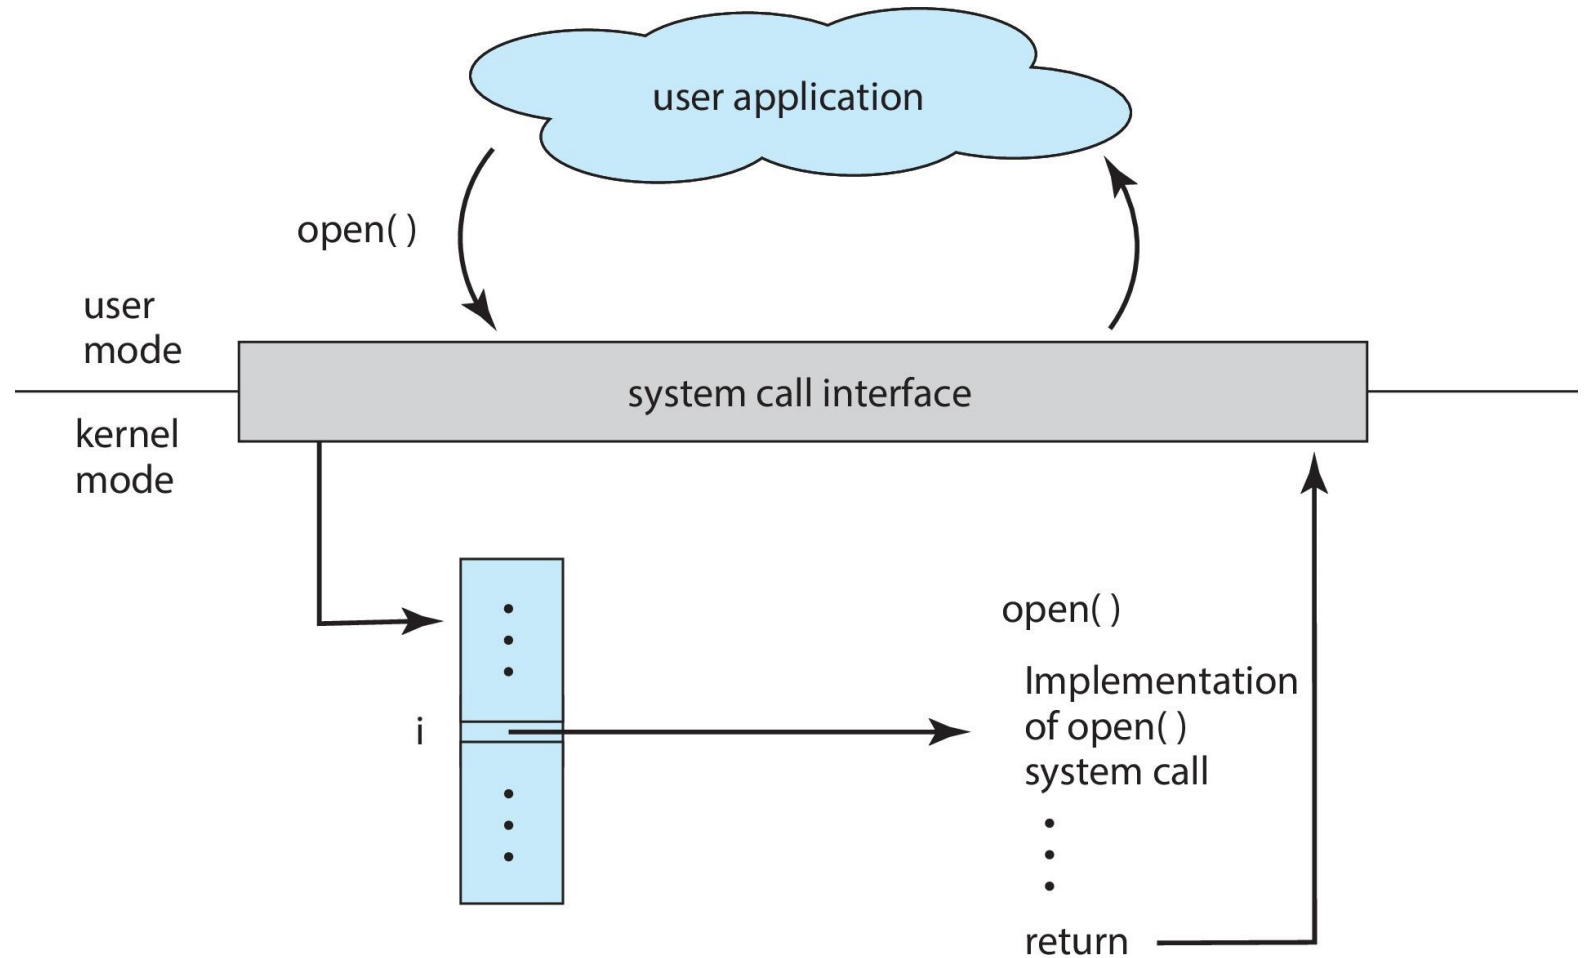 user application
open( )
user
mode
system call interface
kernel
mode
open( )
Implementation
of open( )
system call
i
return